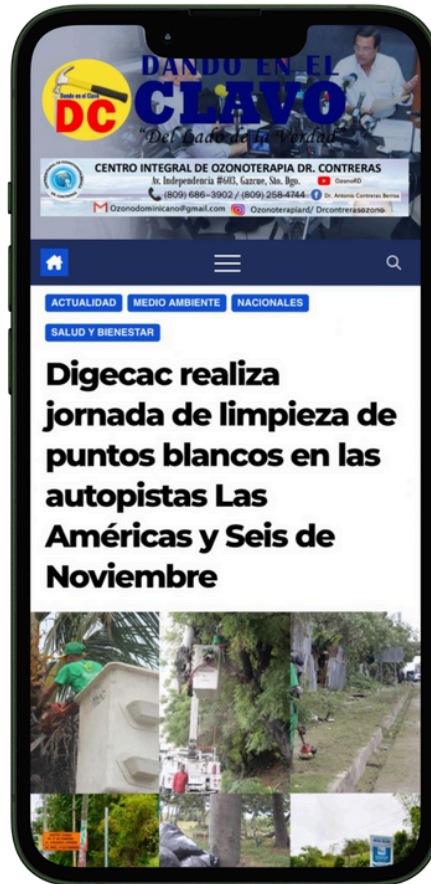 DANDO EN EL
Dando en el Clavo
DC
CLAVO
"Del Lado de la Verdad"
CENTRO INTEGRAL DE OZONOTERAPIA DR. CONTRERAS
Av. Independencia #603, Gazcue, Sto. Dgo.
OzonoRD
(809) 686-3902 / (809) 258-4744
Dr. Antonio Contreras Berroa
Ozonodominicano@gmail.com
Ozonoterapiard/ Drcontrerasozono
ACTUALIDAD
MEDIO AMBIENTE
NACIONALES
SALUD Y BIENESTAR
Digecac realiza
jornada de limpieza de
puntos blancos en las
autopistas Las
Américas y Seis de
Noviembre